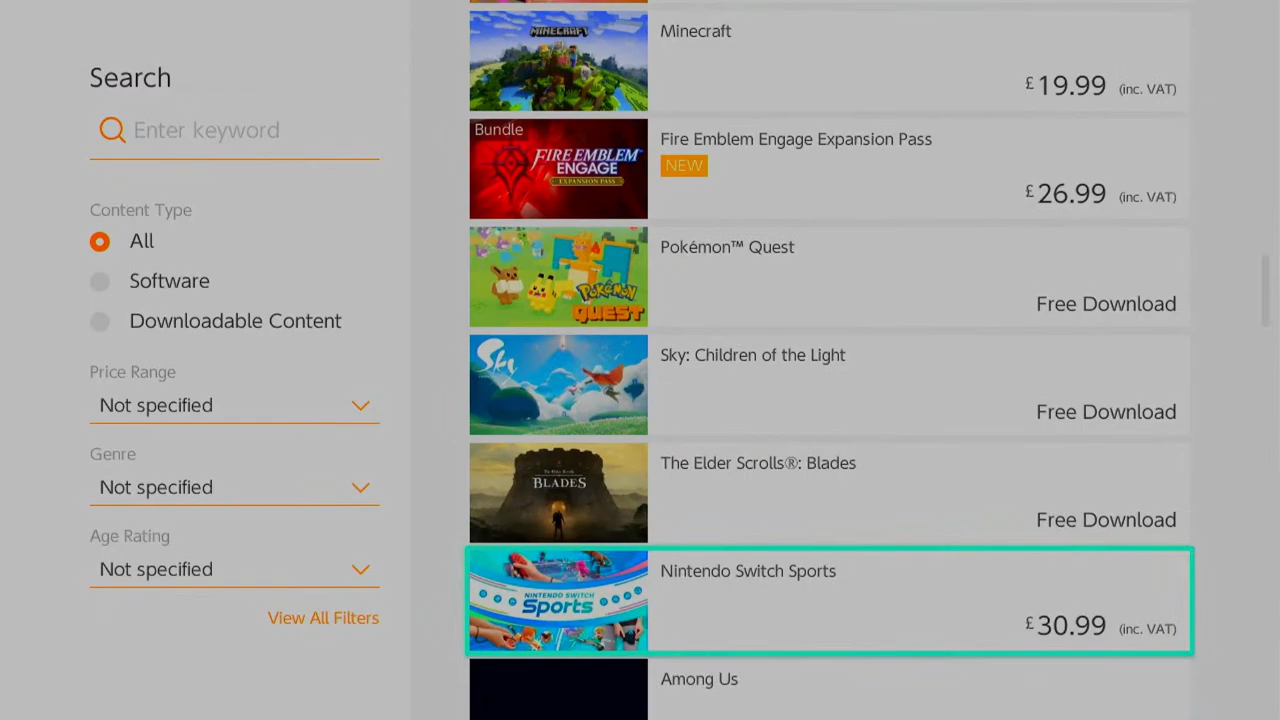 Search
Enter keyword
Content Type
All
Software
Downloadable Content
Price Range
Not specified
Genre
Not specified
Age Rating
Not specified
View All Filters
MINECRAFT
Minecraft
£19.99 (inc. VAT)
Bundle
FIRE EMBLEM
ENGAGE
EXPANSION PASS
Fire Emblem Engage Expansion Pass
NEW
£26.99 (inc. VAT)
POKÉMON
QUEST
Pokémon™ Quest
Free Download
Sky
Sky: Children of the Light
Free Download
The Elder Scrolls
BLADES
The Elder Scrolls®: Blades
Free Download
NINTENDO SWITCH
Sports
Nintendo Switch Sports
£30.99 (inc. VAT)
Among Us